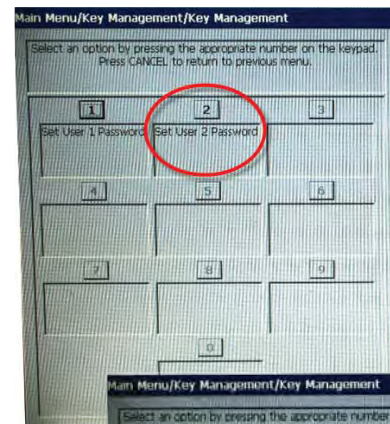 Main Menu/Key Management/Key Management
Select an option by pressing the appropriate number on the keypad.
Press CANCEL to return to previous menu.
1 2 3
Set User 1 Password Set User 2 Password
4 5 6
7 8 9
0
Main Menu/Key Management/Key Management
Select an option by pressing the appropriate number